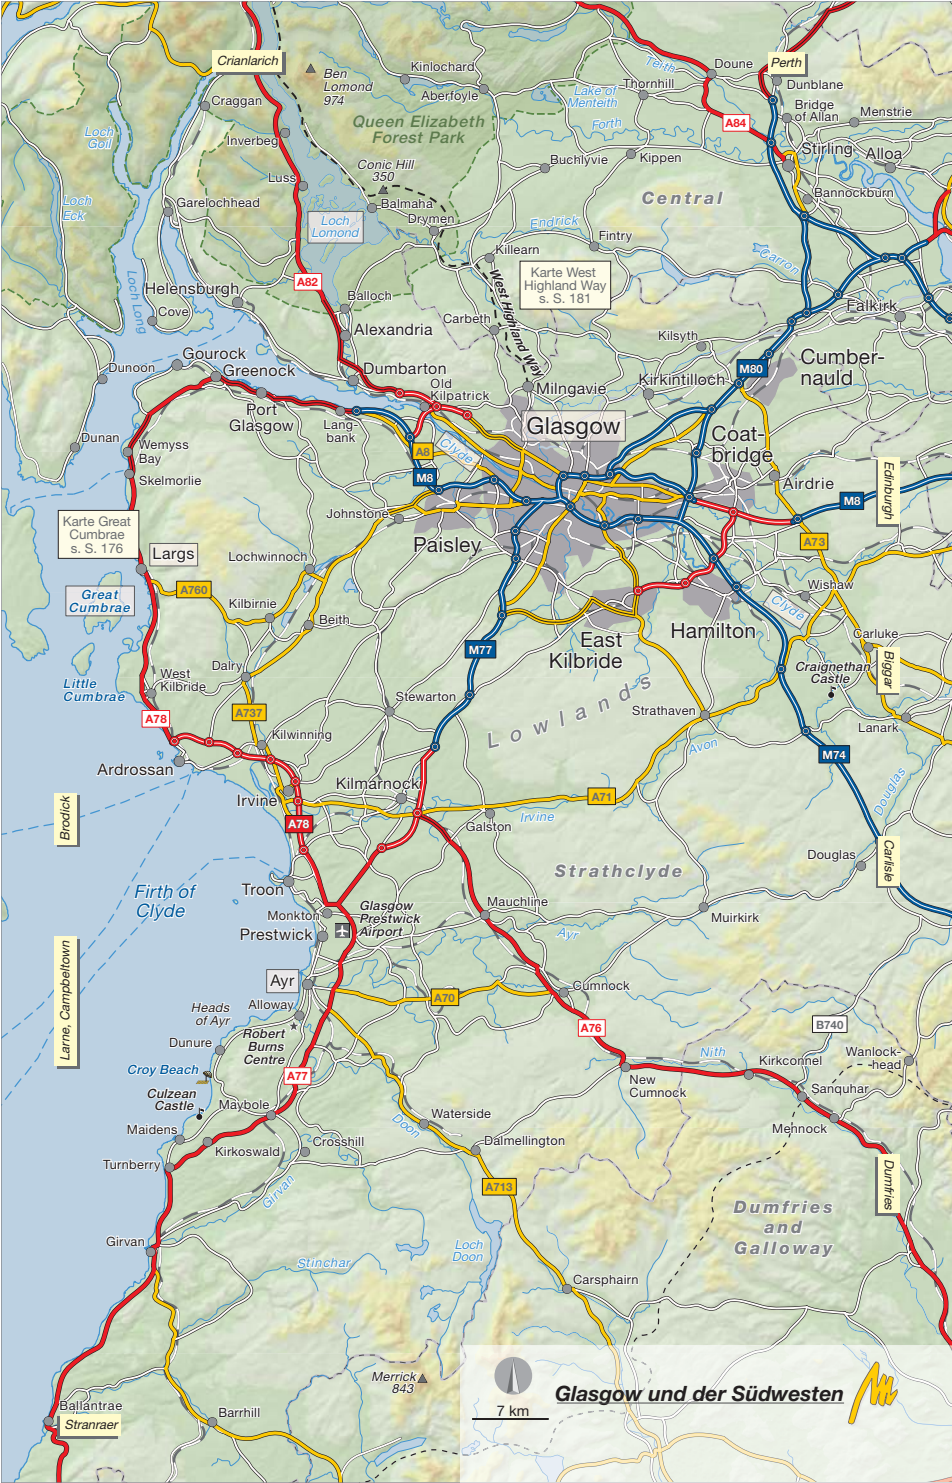 Crianlarich
Ben
Lomond
974
Kinlochard
Aberfoyle
Teith
Doune
Perth
Thornhill
Dunblane
Lake of
Menteith
Bridge
of Allan
Menstrie
Craggan
Queen Elizabeth
Forest Park
Forth
A84
Loch
Goil
Inverbeg
Stirling
Alloa
Conic Hill
350
Buchlyvie
Kippen
Luss
Bannockburn
Loch
Eck
Garelochhead
Balmaha
Central
Loch
Lomond
Drymen
Endrick
Fintry
Killearn
Carron
Loch Long
Karte West
Highland Way
s. S. 181
A82
West Highland Way
Helensburgh
Balloch
Falkirk
Cove
Carbeth
Alexandria
Kilsyth
Gourock
Dunoon
Greenock
Dumbarton
M80
Cumber-
nauld
Old
Kilpatrick
Milngavie
Kirkintilloch
Port
Glasgow
Lang-
bank
Glasgow
Coat-
bridge
Dunan
Wemyss
Bay
A8
Clyde
Skelmorlie
M8
Airdrie
Edinburgh
M8
Karte Great
Cumbrae
s. S. 176
Johnstone
Paisley
A73
Largs
Lochwinnoch
Great
Cumbrae
A760
Wishaw
Kilbirnie
Clyde
Beith
Hamilton
East
Kilbride
Carluke
M77
Dalry
Craignethan
Castle
Biggar
West
Kilbride
Little
Cumbrae
Stewarton
Lowlands
Strathaven
A78
A737
Lanark
Kilwinning
Avon
M74
Ardrossan
Kilmarnock
Douglas
Irvine
A71
Brodick
A78
Irvine
Galston
Carlisle
Douglas
Strathclyde
Troon
Firth of
Clyde
Mauchline
Glasgow
Prestwick
Airport
Monkton
Muirkirk
Prestwick
Ayr
Larne, Campbeltown
Ayr
Cumnock
A70
Alloway
Heads
of Ayr
A76
B740
Robert
Burns
Centre
Dunure
Nith
Kirkconnel
Wanlock-
head
Croy Beach
A77
New
Cumnock
Sanquhar
Culzean
Castle
Maybole
Waterside
Doon
Mennock
Maidens
Crosshill
Dalmellington
Kirkoswald
Turnberry
Girvan
A713
Dumfries
Dumfries
and
Galloway
Girvan
Loch
Doon
Stinchar
Carsphairn
Merrick
843
Glasgow und der Südwesten
7 km
Ballantrae
Barrhill
Stranraer